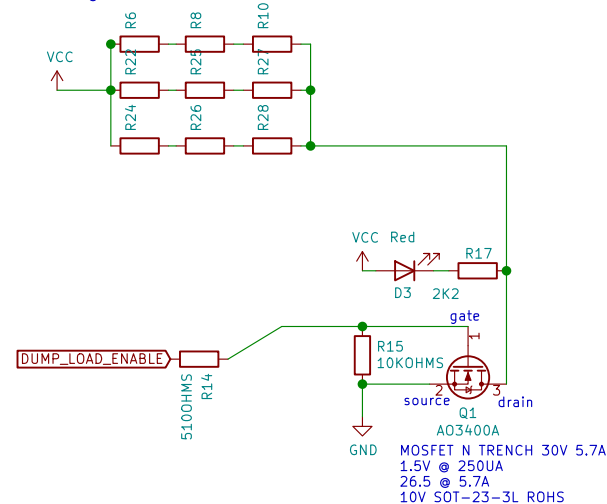 R6
R8
R10
VCC
R22
R25
R27
R24
R26
R28
VCC Red
R17
D3
2K2
gate
1
DUMP_LOAD_ENABLE
R15
10KOHMS
510OHMS
R14
source
2
3
drain
Q1
AO3400A
GND
MOSFET N TRENCH 30V 5.7A
1.5V @ 250UA
26.5 @ 5.7A
10V SOT-23-3L ROHS